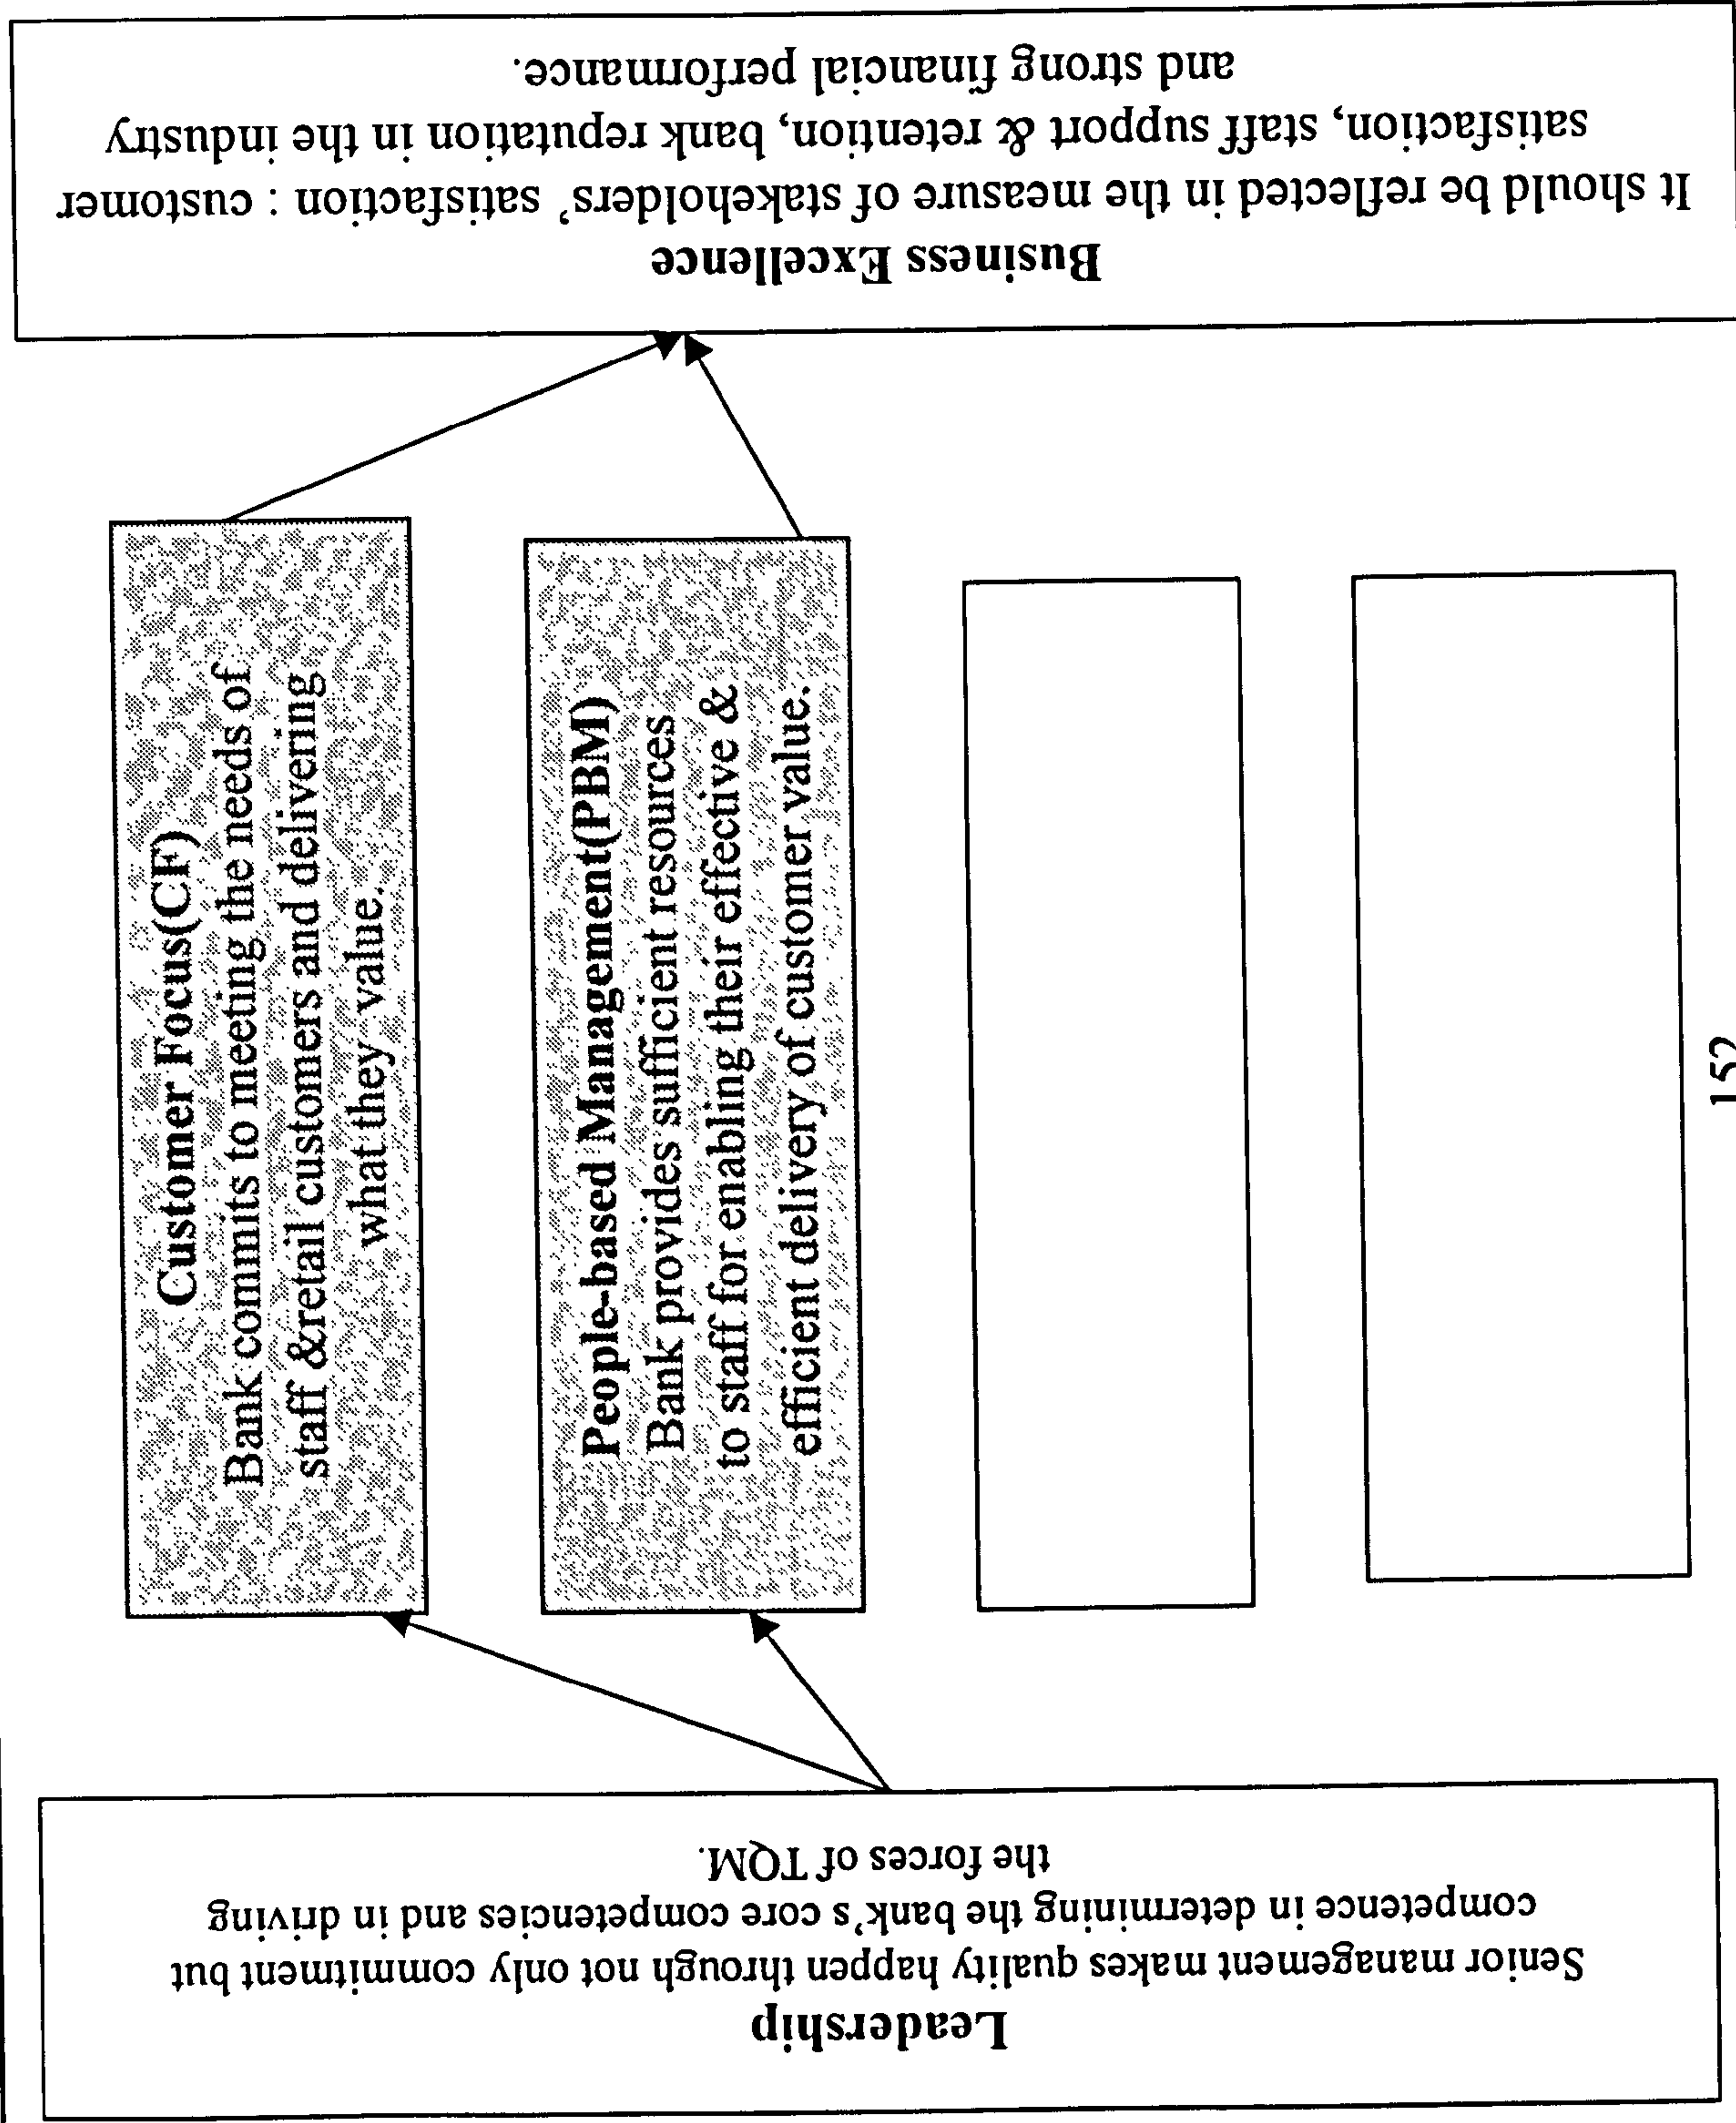 Leadership
Senior management makes quality happen through not only commitment but
competence in determining the bank's core competencies and in driving
the forces of TQM.
Customer Focus(CF)
Bank commits to meeting the needs of
staff &retail customers and delivering
what they value.
People-based Management(PBM)
Bank provides sufficient resources
to staff for enabling their effective &
efficient delivery of customer value.
Business Excellence
It should be reflected in the measure of stakeholders' satisfaction : customer
satisfaction, staff support & retention, bank reputation in the industry
and strong financial performance.
152